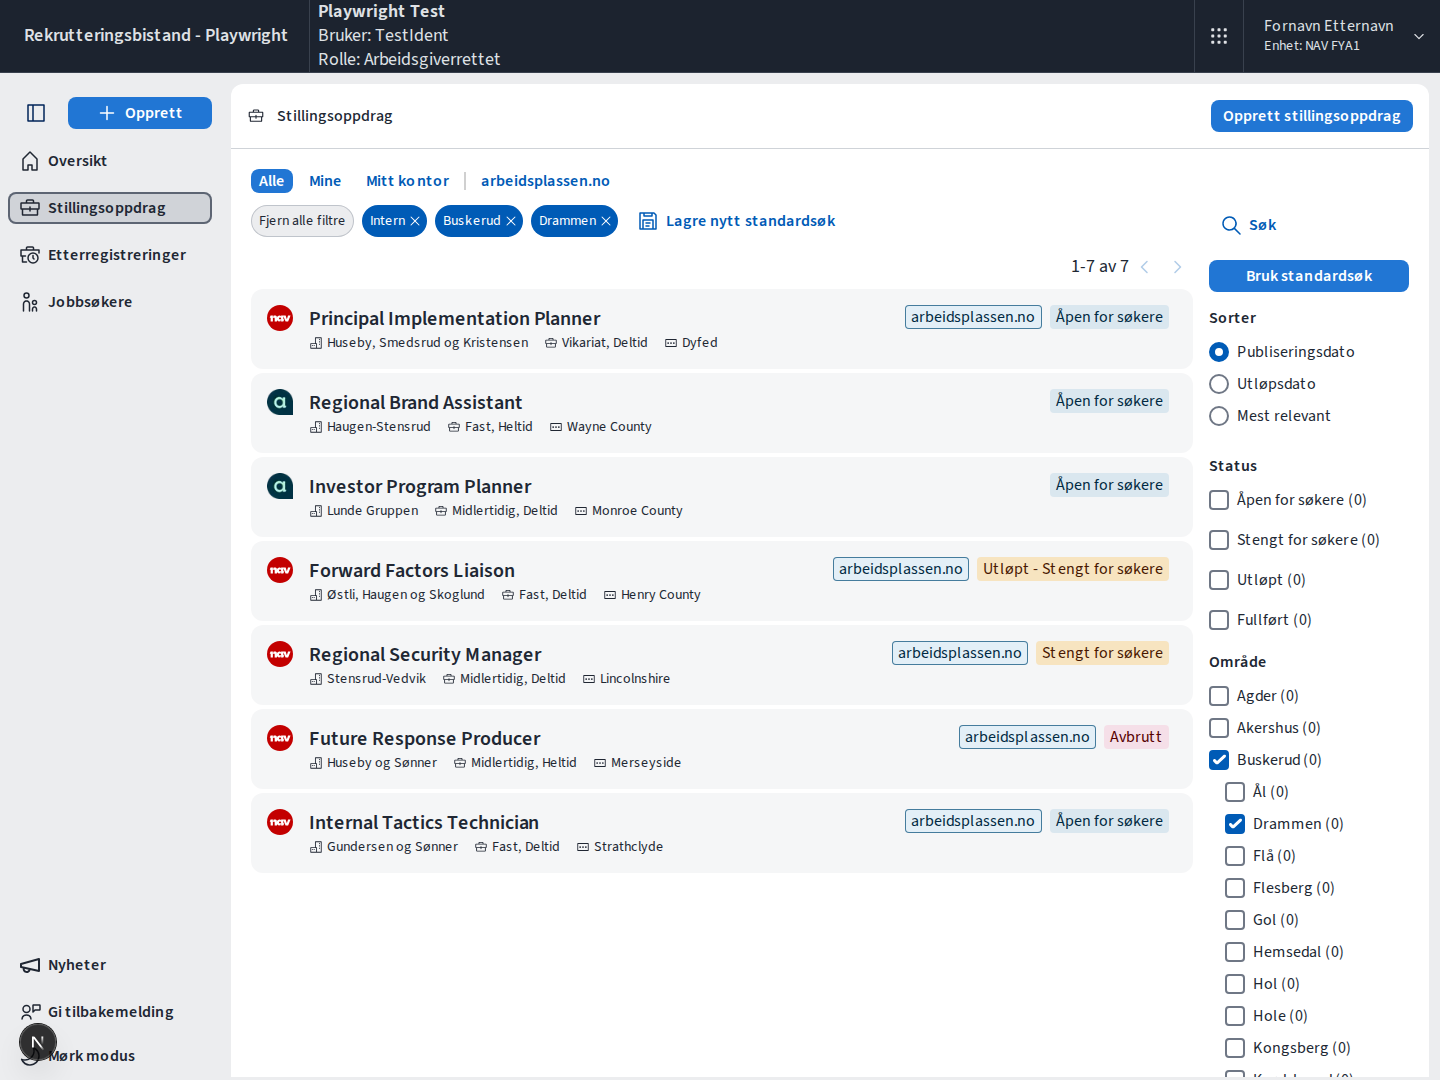 Rekrutteringsbistand - Playwright
Playwright Test
Bruker: TestIdent
Rolle: Arbeidsgiverrettet
Fornavn Etternavn
Enhet: NAV FYA1
Opprett
Oversikt
Stillingsoppdrag
Etterregistreringer
Jobbsøkere
Nyheter
Gi tilbakemelding
N
Mørk modus
Stillingsoppdrag
Opprett stillingsoppdrag
Alle
Mine
Mitt kontor
arbeidsplassen.no
Fjern alle filtre
Intern
Buskerud
Drammen
Lagre nytt standardsøk
1-7 av 7
nav
Principal Implementation Planner
arbeidsplassen.no
Åpen for søkere
Huseby, Smedsrud og Kristensen
Vikariat, Deltid
Dyfed
a
Regional Brand Assistant
Åpen for søkere
Haugen-Stensrud
Fast, Heltid
Wayne County
a
Investor Program Planner
Åpen for søkere
Lunde Gruppen
Midlertidig, Deltid
Monroe County
nav
Forward Factors Liaison
arbeidsplassen.no
Utløpt - Stengt for søkere
Østli, Haugen og Skoglund
Fast, Deltid
Henry County
nav
Regional Security Manager
arbeidsplassen.no
Stengt for søkere
Stensrud-Vedvik
Midlertidig, Deltid
Lincolnshire
nav
Future Response Producer
arbeidsplassen.no
Avbrutt
Huseby og Sønner
Midlertidig, Heltid
Merseyside
nav
Internal Tactics Technician
arbeidsplassen.no
Åpen for søkere
Gundersen og Sønner
Fast, Deltid
Strathclyde
Søk
Bruk standardsøk
Sorter
Publiseringsdato
Utløpsdato
Mest relevant
Status
Åpen for søkere (0)
Stengt for søkere (0)
Utløpt (0)
Fullført (0)
Område
Agder (0)
Akershus (0)
Buskerud (0)
Ål (0)
Drammen (0)
Flå (0)
Flesberg (0)
Gol (0)
Hemsedal (0)
Hol (0)
Hole (0)
Kongsberg (0)